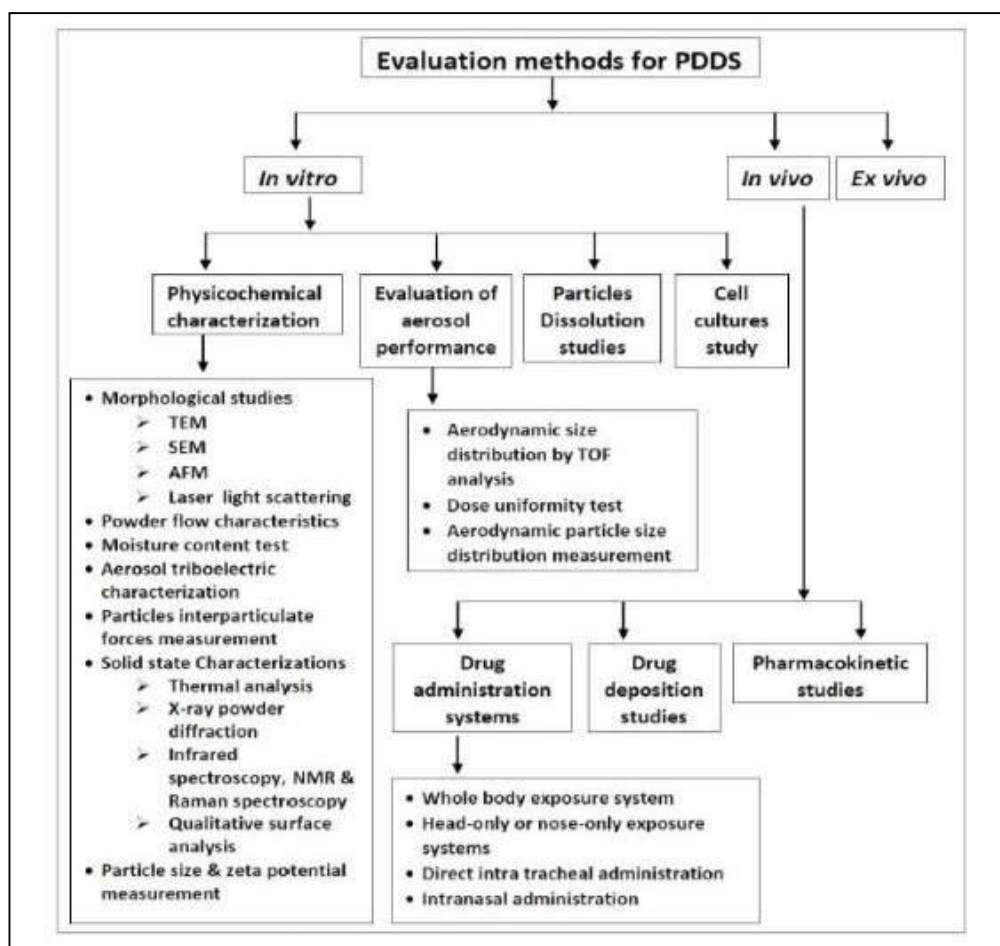 Evaluation methods for PDDS
In vitro
In vivo
Ex vivo
Physicochemical
characterization
Evaluation of
aerosol
performance
Particles
Dissolution
studies
Cell
cultures
study
• Morphological studies
➢ TEM
➢ SEM
➢ AFM
➢ Laser light scattering
• Powder flow characteristics
• Moisture content test
• Aerosol triboelectric
characterization
• Particles interparticulate
forces measurement
• Solid state Characterizations
➢ Thermal analysis
➢ X-ray powder
diffraction
➢ Infrared
spectroscopy, NMR &
Raman spectroscopy
➢ Qualitative surface
analysis
• Particle size & zeta potential
measurement
• Aerodynamic size
distribution by TOF
analysis
• Dose uniformity test
• Aerodynamic particle size
distribution measurement
Drug
administration
systems
Drug
deposition
studies
Pharmacokinetic
studies
• Whole body exposure system
• Head-only or nose-only exposure
systems
• Direct intra tracheal administration
• Intranasal administration